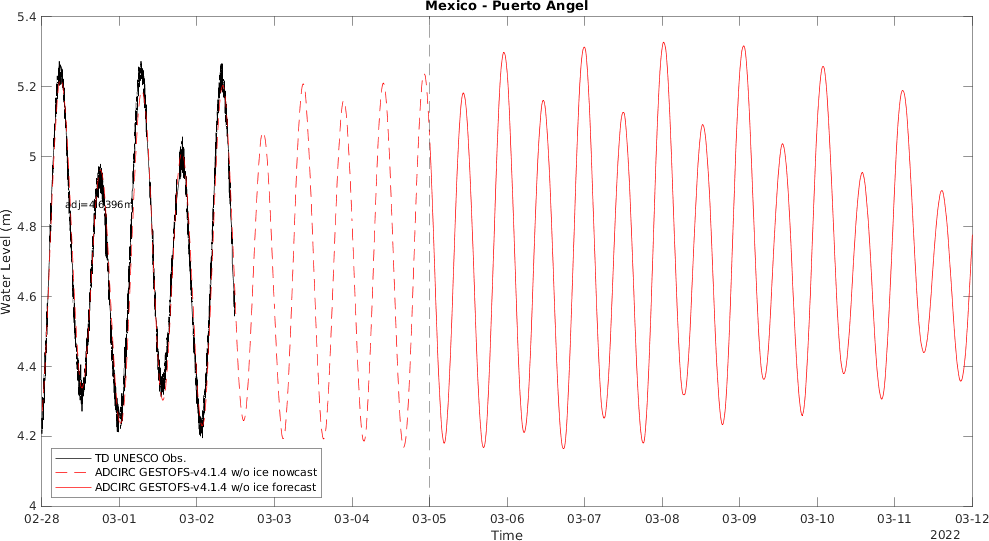 Mexico - Puerto Angel
5.4
5.2
5
4.8
4.6
4.4
4.2
4
Water Level (m)
adj=4.6396m
TD UNESCO Obs.
ADCIRC GESTOFS-v4.1.4 w/o ice nowcast
ADCIRC GESTOFS-v4.1.4 w/o ice forecast
02-28 03-01 03-02 03-03 03-04 03-05 03-06 03-07 03-08 03-09 03-10 03-11 03-12
Time
2022